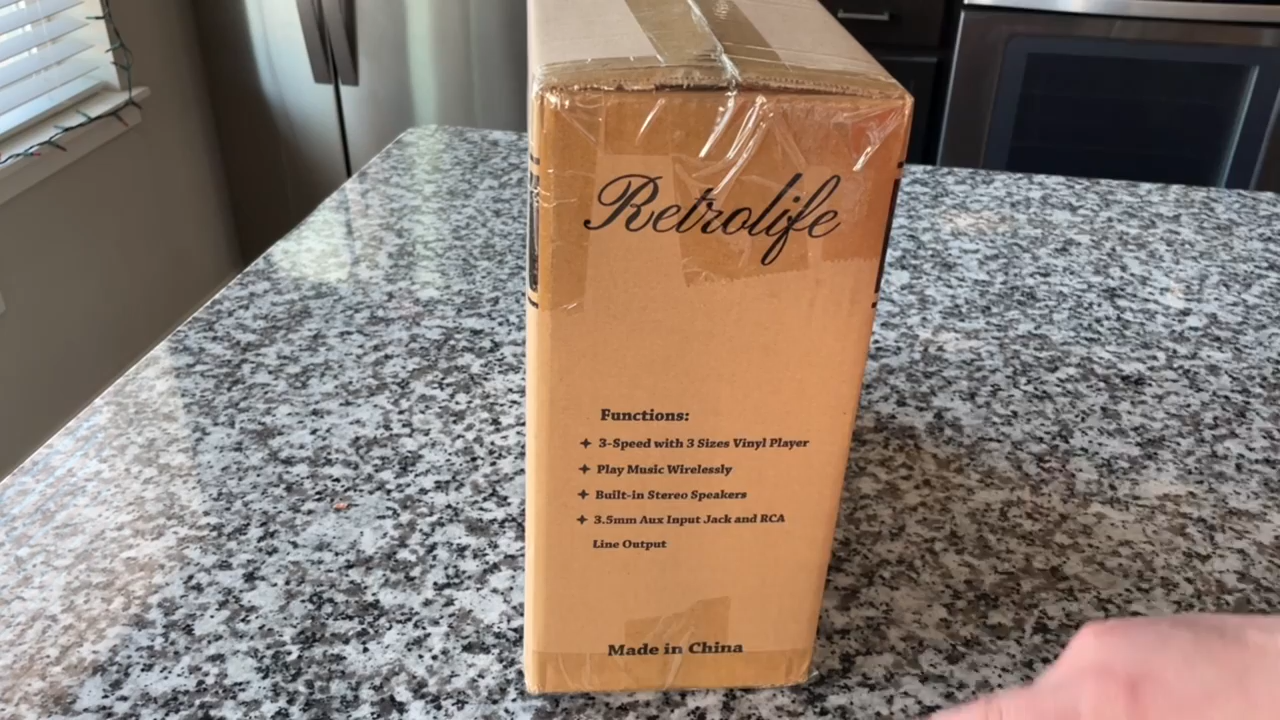 Retrolife
Functions:
3-Speed with 3 Sizes Vinyl Player
Play Music Wirelessly
Built-in Stereo Speakers
3.5mm Aux Input Jack and RCA
Line Output
Made in China